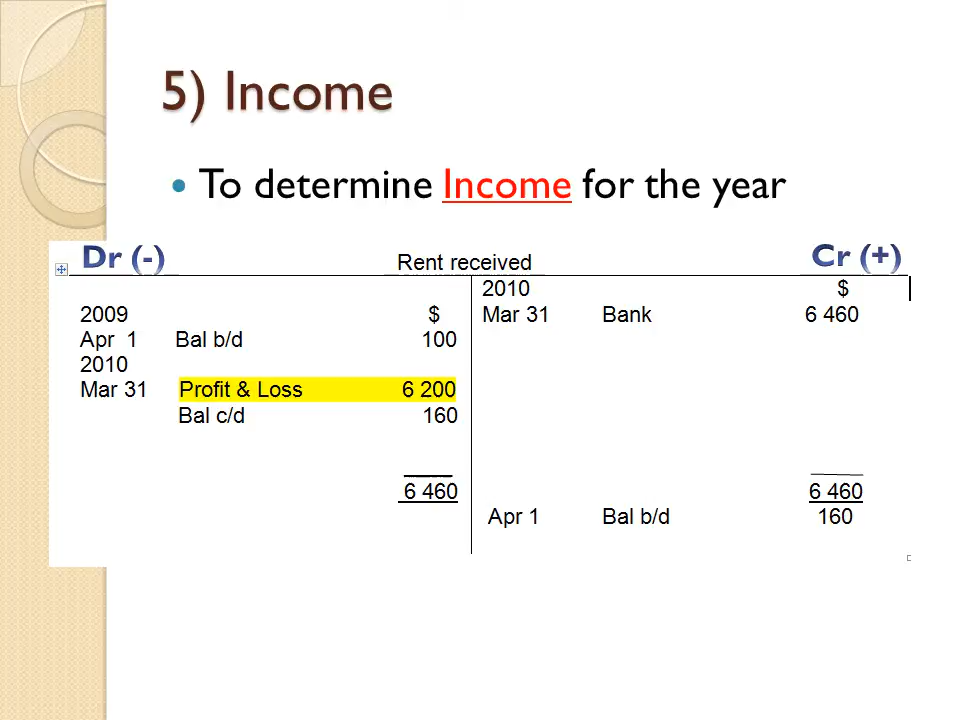 5) Income
• To determine Income for the year
Dr (-) Rent received Cr (+)
2010 $
2009 $ Mar 31 Bank 6 460
Apr 1 Bal b/d 100
2010
Mar 31 Profit & Loss 6 200
Bal c/d 160
6 460 6 460
Apr 1 Bal b/d 160